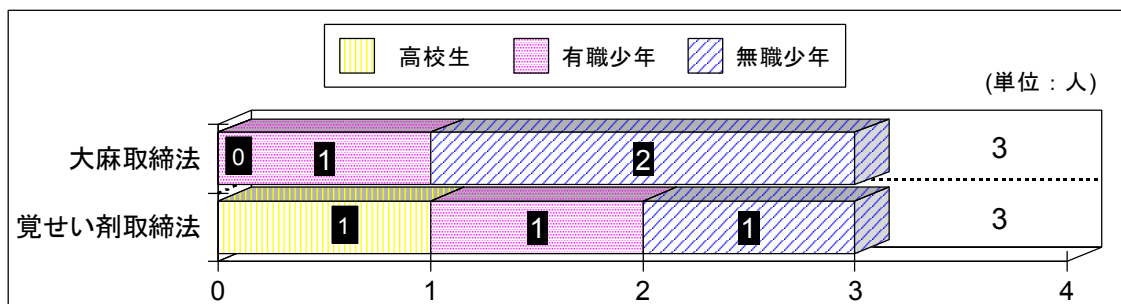 高校生 有職少年 無職少年
(単位：人)
大麻取締法 0 1 2 3
覚せい剤取締法 1 1 1 3
0 1 2 3 4